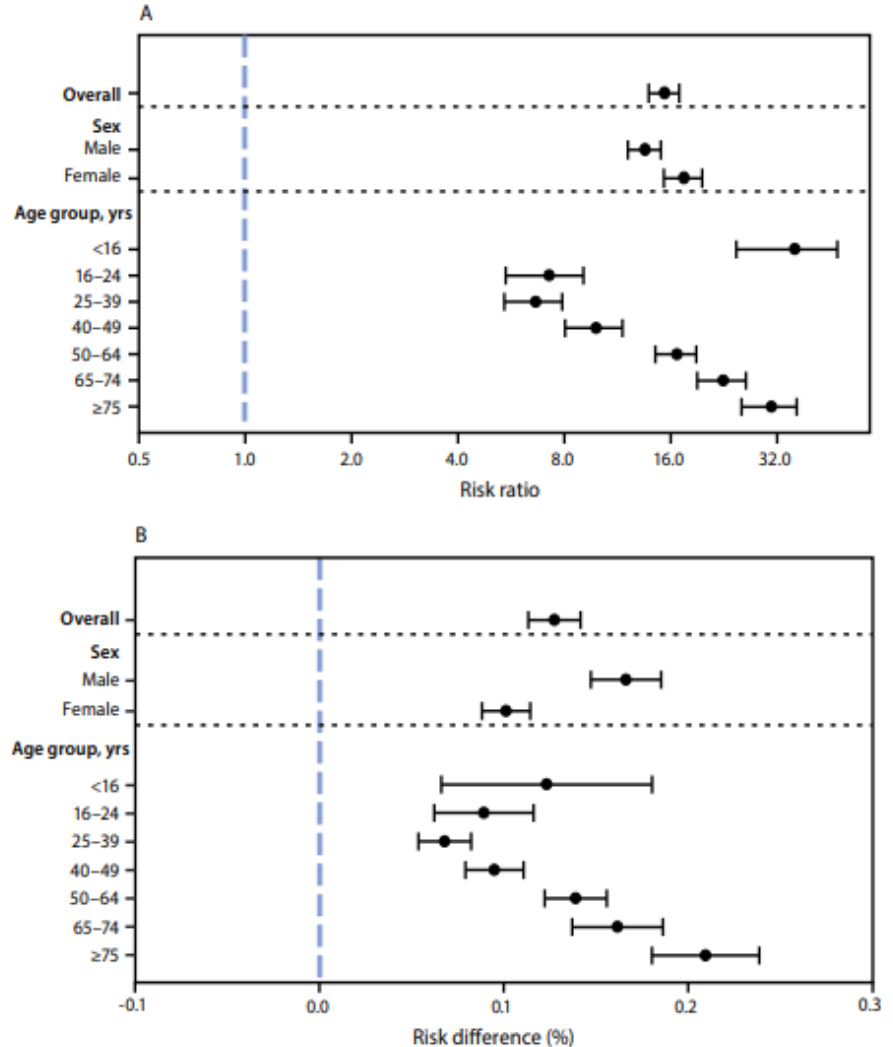 A
Overall
Sex
Male
Female
Age group, yrs
<16
16–24
25–39
40–49
50–64
65–74
≥75
0.5 1.0 2.0 4.0 8.0 16.0 32.0
Risk ratio
B
Overall
Sex
Male
Female
Age group, yrs
<16
16–24
25–39
40–49
50–64
65–74
≥75
-0.1 0.0 0.1 0.2 0.3
Risk difference (%)